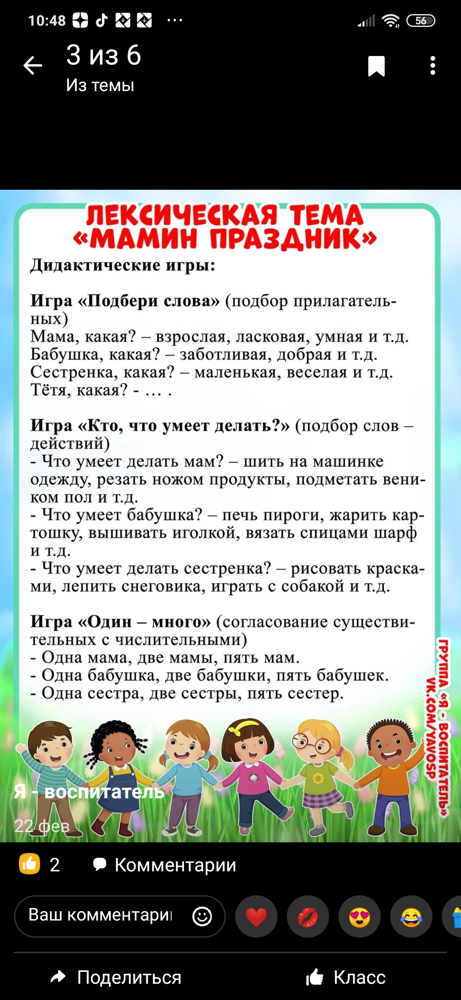 10:48
56
3 из 6
Из темы
ЛЕКСИЧЕСКАЯ ТЕМА
«МАМИН ПРАЗДНИК»
Дидактические игры:
Игра «Подбери слова» (подбор прилагатель-
ных)
Мама, какая? – взрослая, ласковая, умная и т.д.
Бабушка, какая? – заботливая, добрая и т.д.
Сестренка, какая? – маленькая, веселая и т.д.
Тётя, какая? - ... .
Игра «Кто, что умеет делать?» (подбор слов –
действий)
- Что умеет делать мам? – шить на машинке
одежду, резать ножом продукты, подметать вени-
ком пол и т.д.
- Что умеет бабушка? – печь пироги, жарить кар-
тошку, вышивать иголкой, вязать спицами шарф
и т.д.
- Что умеет делать сестренка? – рисовать краска-
ми, лепить снеговика, играть с собакой и т.д.
Игра «Один – много» (согласование существи-
тельных с числительными)
- Одна мама, две мамы, пять мам.
- Одна бабушка, две бабушки, пять бабушек.
- Одна сестра, две сестры, пять сестер.
ГРУППА «Я - ВОСПИТАТЕЛЬ»
VK.COM/YAVOSP
Я - воспитатель
22 фев
2 Комментарии
Ваш комментари
Поделиться Класс